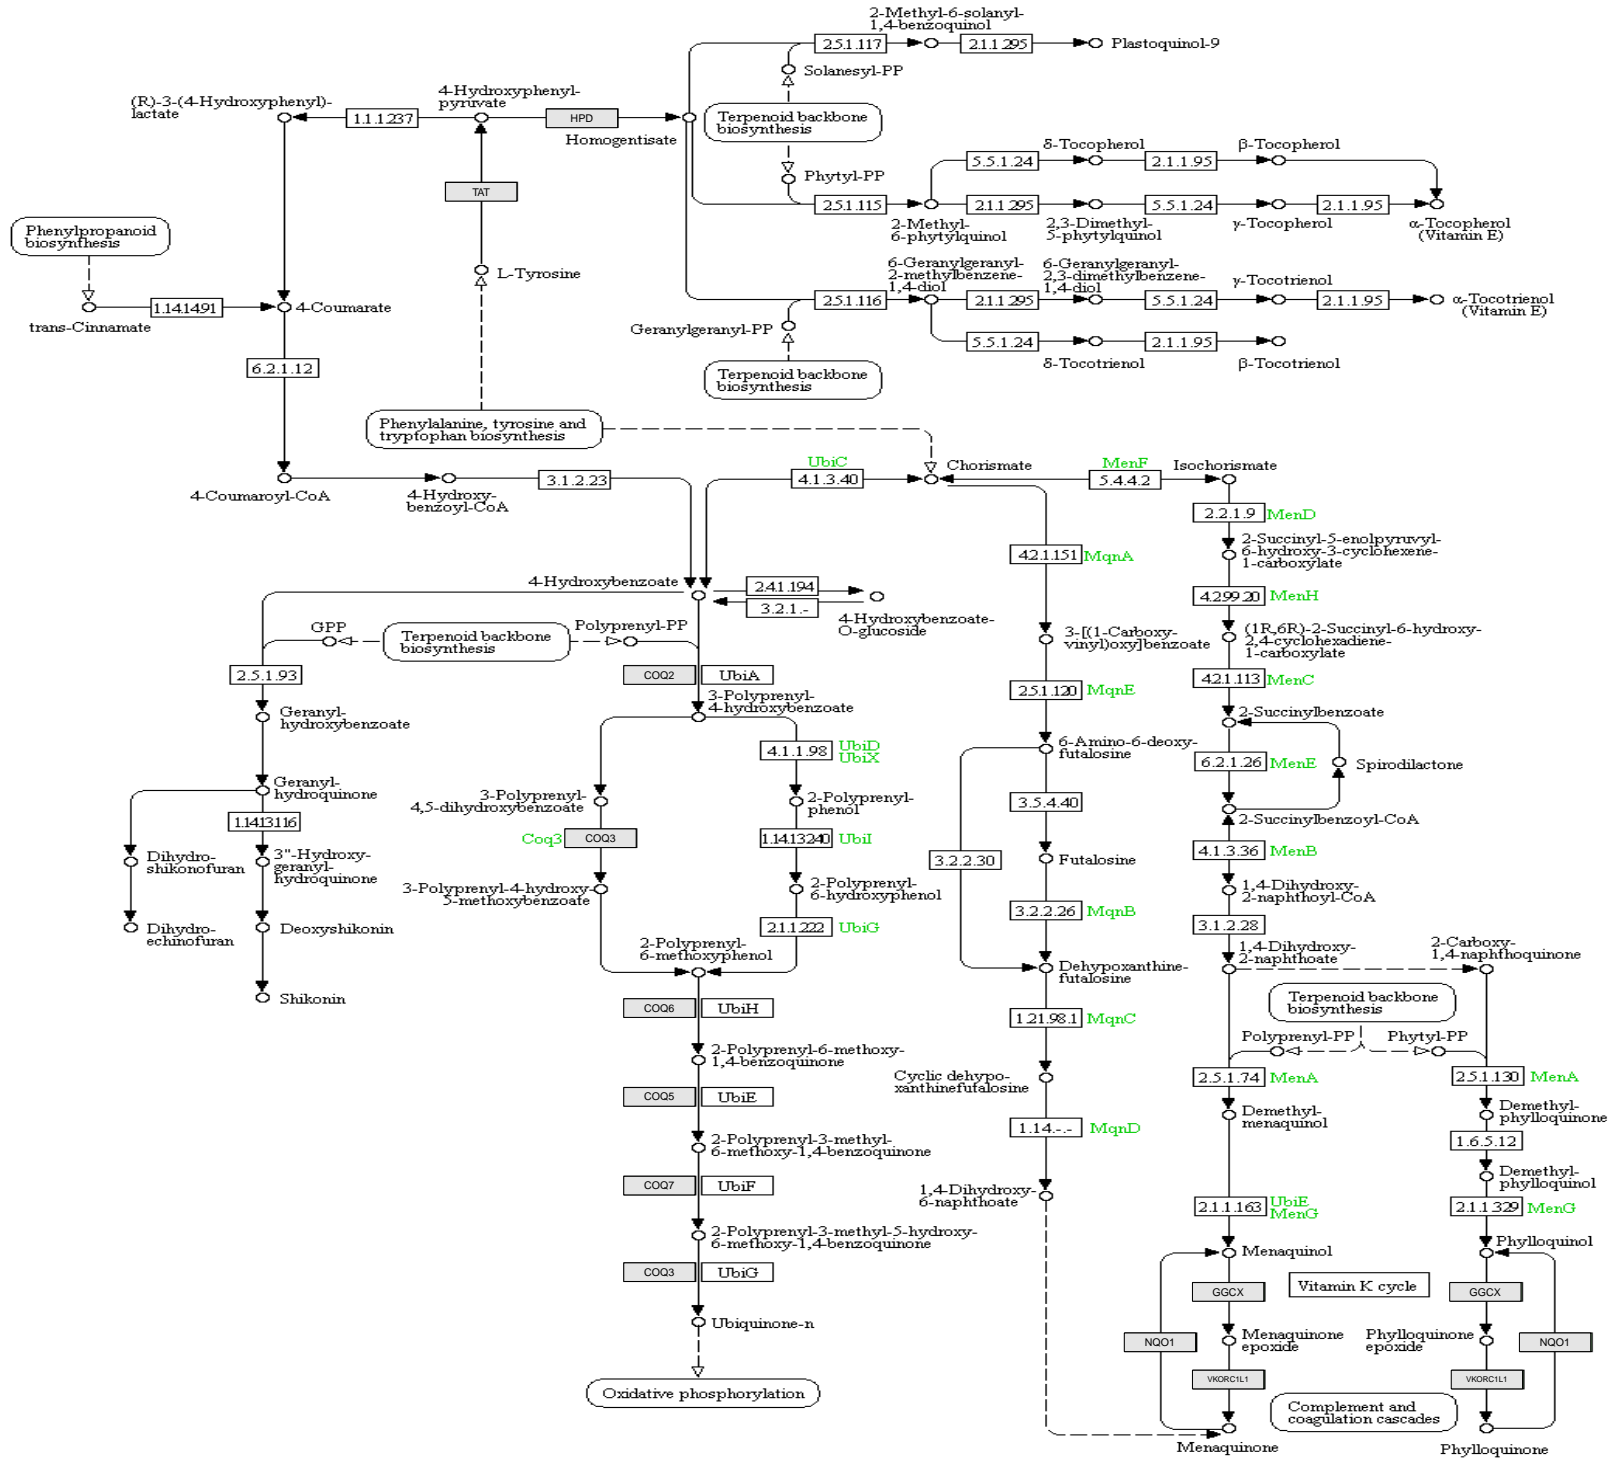 2-Methyl-6-solanyl-
1,4-benzoquinol
2.5.1.117
2.1.1.295
Plastoquinol-9
Solanesyl-PP
(R)-3-(4-Hydroxyphenyl)-
lactate
1.1.1.237
4-Hydroxyphenyl-
pyruvate
HPD
Homogentisate
Terpenoid backbone
biosynthesis
Phytyl-PP
TAT
δ-Tocopherol
β-Tocopherol
5.5.1.24
2.1.1.95
2.5.1.115
2.1.1.295
5.5.1.24
2.1.1.95
2-Methyl-
6-phytylquinol
2,3-Dimethyl-
5-phytylquinol
γ-Tocopherol
α-Tocopherol
(Vitamin E)
Phenylpropanoid
biosynthesis
L-Tyrosine
6-Geranylgeranyl-
2-methylbenzene-
1,4-diol
6-Geranylgeranyl-
2,3-dimethylbenzene-
1,4-diol
γ-Tocotrienol
2.5.1.116
2.1.1.295
5.5.1.24
2.1.1.95
α-Tocotrienol
(Vitamin E)
trans-Cinnamate
1.14.14.91
4-Coumarate
Geranylgeranyl-PP
5.5.1.24
2.1.1.95
δ-Tocotrienol
β-Tocotrienol
6.2.1.12
Terpenoid backbone
biosynthesis
Phenylalanine, tyrosine and
tryptophan biosynthesis
UbiC
4.1.3.40
Chorismate
MenF
5.4.4.2
Isochorismate
4-Coumaroyl-CoA
4-Hydroxy-
benzoyl-CoA
3.1.2.23
2.2.1.9
MenD
2-Succinyl-5-enolpyruvyl-
6-hydroxy-3-cyclohexene-
1-carboxylate
4.2.1.151
MqnA
4-Hydroxybenzoate
2.4.1.194
3.2.1.-
4-Hydroxybenzoate-
O-glucoside
4.2.99.20
MenH
GPP
Terpenoid backbone
biosynthesis
Polyprenyl-PP
3-[(1-Carboxy-
vinyl)oxy]benzoate
(1R,6R)-2-Succinyl-6-hydroxy-
2,4-cyclohexadiene-
1-carboxylate
2.5.1.93
COQ2
UbiA
2.5.1.120
MqnE
4.2.1.113
MenC
Geranyl-
hydroxybenzoate
3-Polyprenyl-
4-hydroxybenzoate
2-Succinylbenzoate
4.1.1.98
UbiD
UbiX
6-Amino-6-deoxy-
futalosine
6.2.1.26
MenE
Spirodilactone
Geranyl-
hydroquinone
3-Polyprenyl-
4,5-dihydroxybenzoate
2-Polyprenyl-
phenol
3.5.4.40
2-Succinylbenzoyl-CoA
1.14.13.116
Coq3
COQ3
1.14.13.240
UbiI
4.1.3.36
MenB
Dihydro-
shikonofuran
3"-Hydroxy-
geranyl-
hydroquinone
3.2.2.30
Futalosine
3-Polyprenyl-4-hydroxy-
5-methoxybenzoate
2-Polyprenyl-
6-hydroxyphenol
1,4-Dihydroxy-
2-naphthoyl-CoA
3.2.2.26
MqnB
Dihydro-
echinofuran
Deoxyshikonin
2.1.1.222
UbiG
3.1.2.28
2-Polyprenyl-
6-methoxyphenol
Dehypoxanthine-
futalosine
1,4-Dihydroxy-
2-naphthoate
2-Carboxy-
1,4-naphthoquinone
Shikonin
COQ6
UbiH
1.21.98.1
MqnC
Terpenoid backbone
biosynthesis
2-Polyprenyl-6-methoxy-
1,4-benzoquinone
Polyprenyl-PP
Phytyl-PP
Cyclic dehypo-
xanthinefutalosine
2.5.1.74
MenA
2.5.1.130
MenA
COQ5
UbiE
Demethyl-
menaquinol
Demethyl-
phylloquinone
1.14.-.-
MqnD
2-Polyprenyl-3-methyl-
6-methoxy-1,4-benzoquinone
1.6.5.12
Demethyl-
phylloquinol
COQ7
UbiF
1,4-Dihydroxy-
6-naphthoate
2.1.1.163
UbiE
MenG
2.1.1.329
MenG
2-Polyprenyl-3-methyl-5-hydroxy-
6-methoxy-1,4-benzoquinone
Menaquinol
Phylloquinol
COQ3
UbiG
GGCX
Vitamin K cycle
GGCX
Ubiquinone-n
NQO1
Menaquinone
epoxide
Phylloquinone
epoxide
NQO1
VKORC1L1
VKORC1L1
Oxidative phosphorylation
Complement and
coagulation cascades
Menaquinone
Phylloquinone